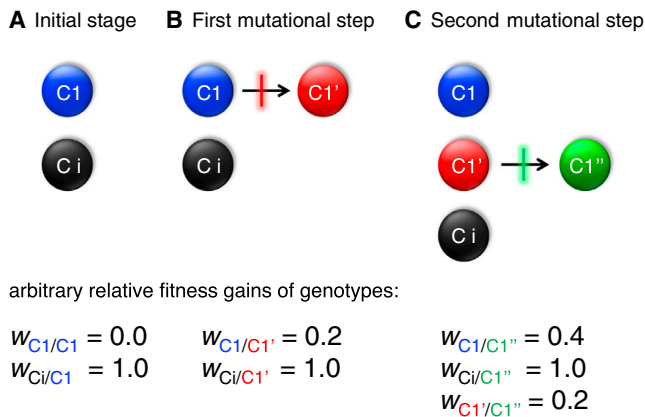 A Initial stage
B First mutational step
C Second mutational step
C1
C i
C1 C1'
C i
C1
C1' C1''
C i
arbitrary relative fitness gains of genotypes:
wC1/C1 = 0.0
wCi/C1 = 1.0
wC1/C1' = 0.2
wCi/C1' = 1.0
wC1/C1'' = 0.4
wCi/C1'' = 1.0
wC1'/C1'' = 0.2